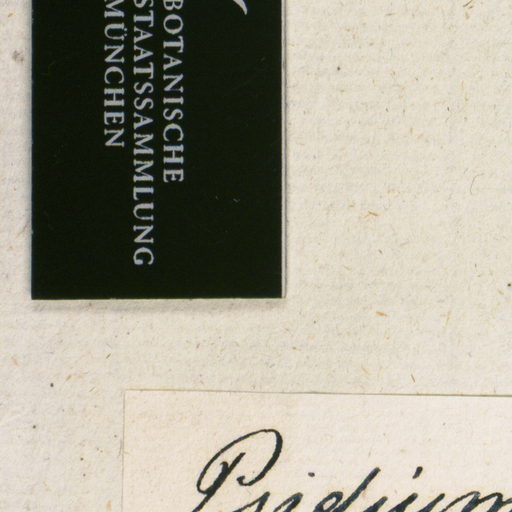 BOTANISCHE
STAATSSAMMLUNG
MÜNCHEN
Psidium